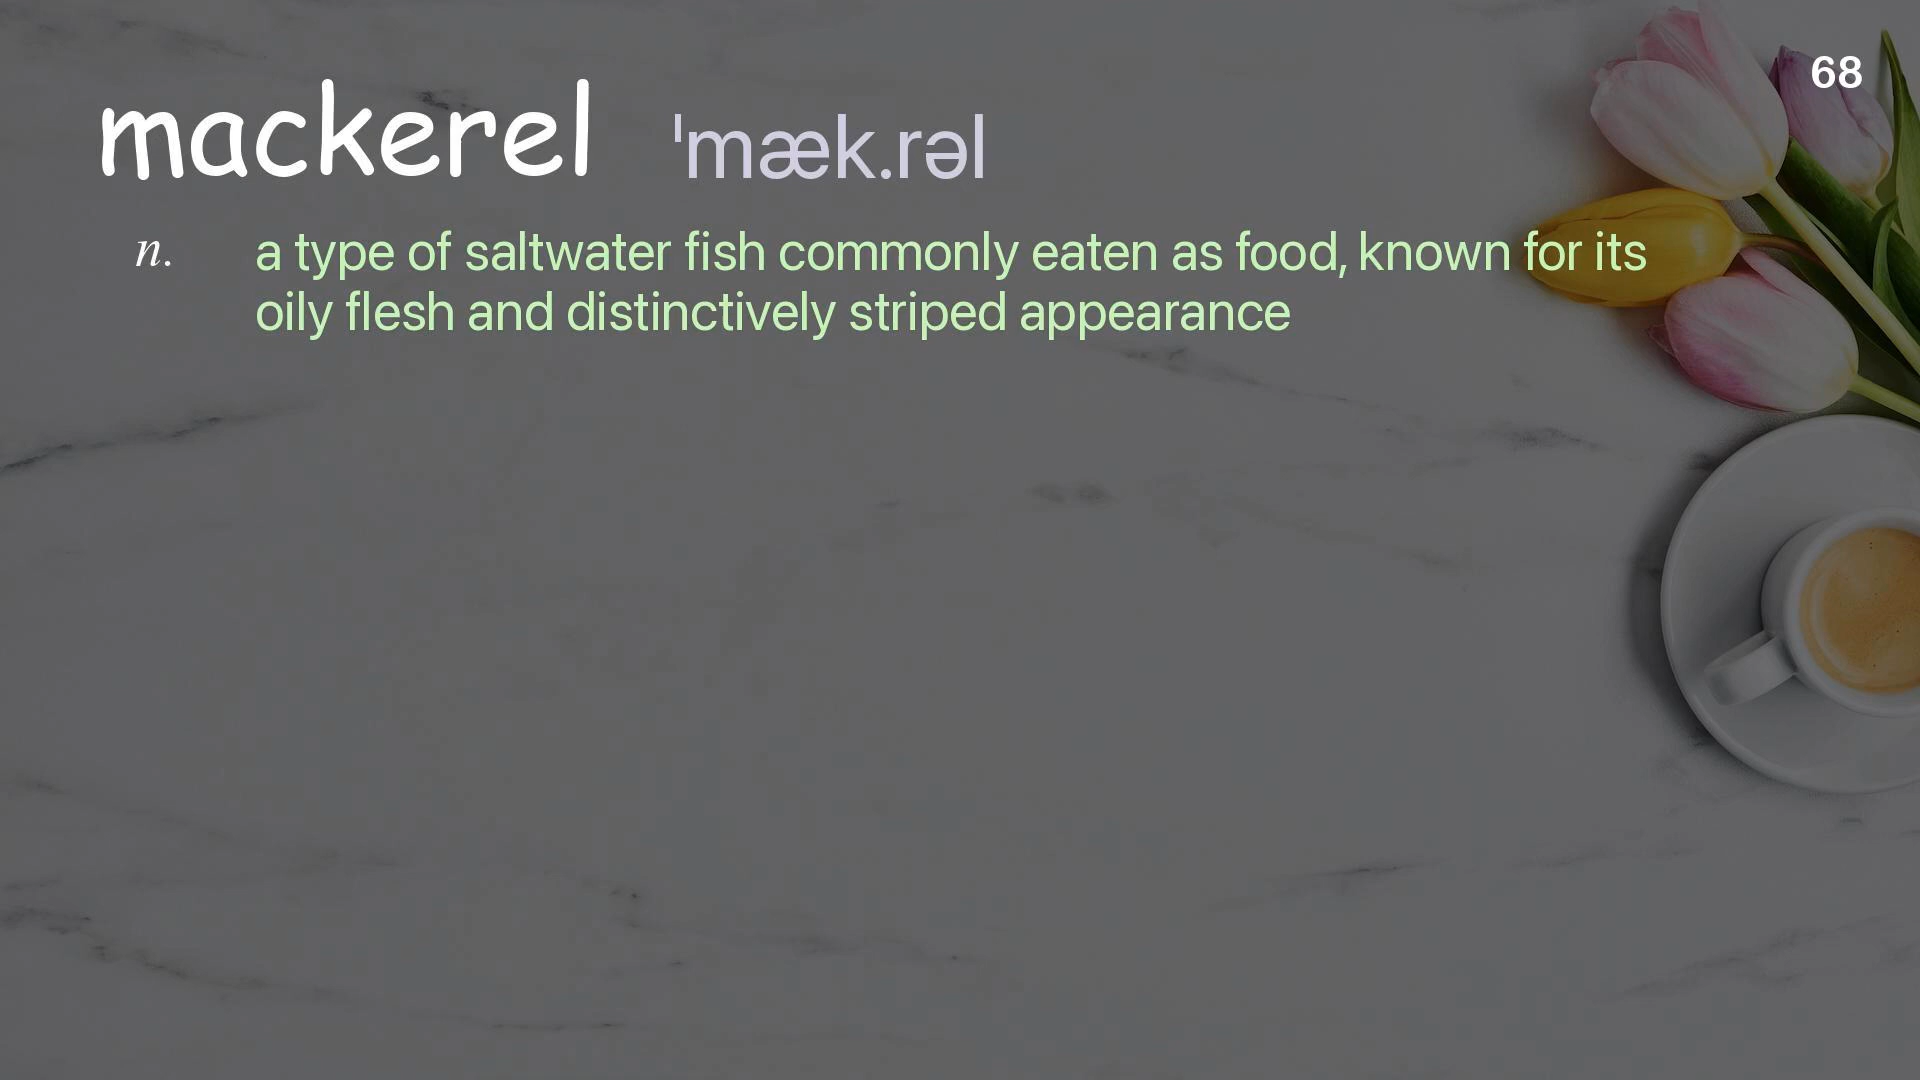 68
mackerel ˈmæk.rəl
n. a type of saltwater fish commonly eaten as food, known for its
oily flesh and distinctively striped appearance